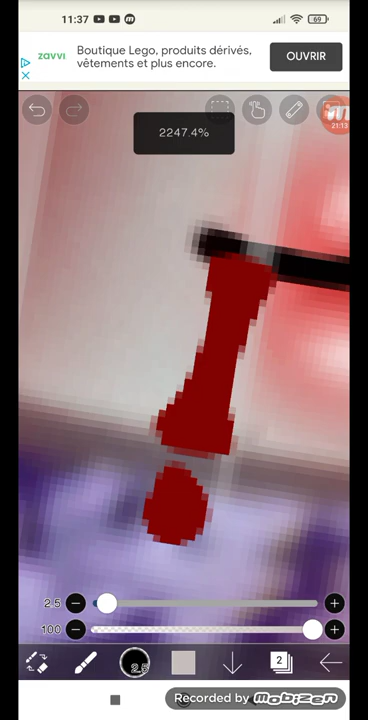 11:37
69
zavvi
Boutique Lego, produits dérivés,
vêtements et plus encore.
OUVRIR
2247.4%
21:13
2.5
100
2.5
2
Recorded by mobizen